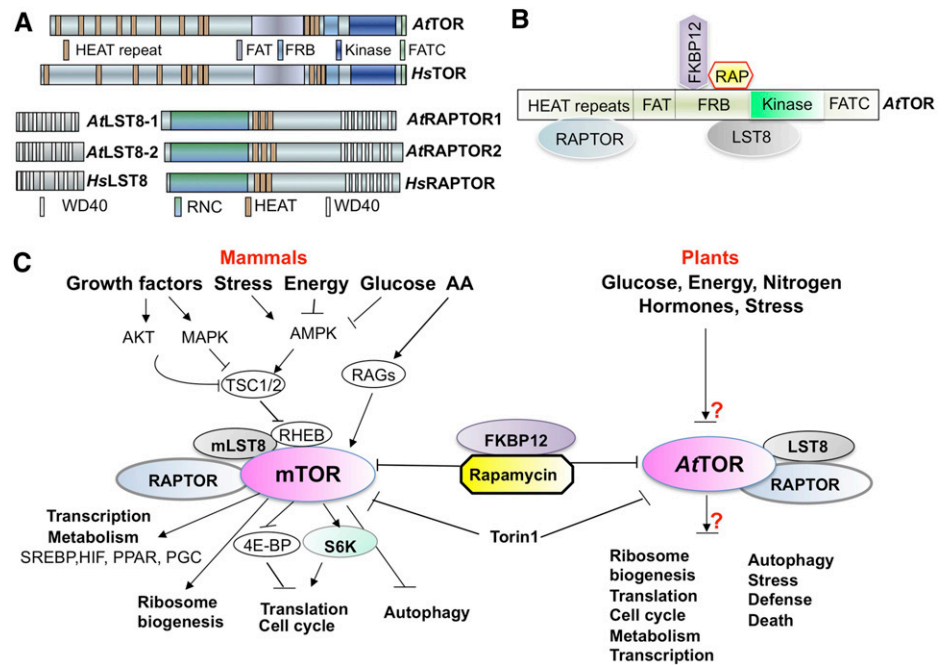 A
AtTOR
HEAT repeat
FAT
FRB
Kinase
FATC
HsTOR
AtLST8-1
AtRAPTOR1
AtLST8-2
AtRAPTOR2
HsLST8
HsRAPTOR
WD40
RNC
HEAT
WD40
B
FKBP12
RAP
HEAT repeats
FAT
FRB
Kinase
FATC
AtTOR
RAPTOR
LST8
C
Mammals
Growth factors
Stress
Energy
Glucose
AA
AKT
MAPK
AMPK
TSC1/2
RAGs
RHEB
mLST8
RAPTOR
mTOR
FKBP12
Rapamycin
Torin1
Transcription
Metabolism
SREBP,HIF, PPAR, PGC
4E-BP
S6K
Ribosome
biogenesis
Translation
Cell cycle
Autophagy
Plants
Glucose, Energy, Nitrogen
Hormones, Stress
?
AtTOR
LST8
RAPTOR
?
Ribosome
biogenesis
Translation
Cell cycle
Metabolism
Transcription
Autophagy
Stress
Defense
Death